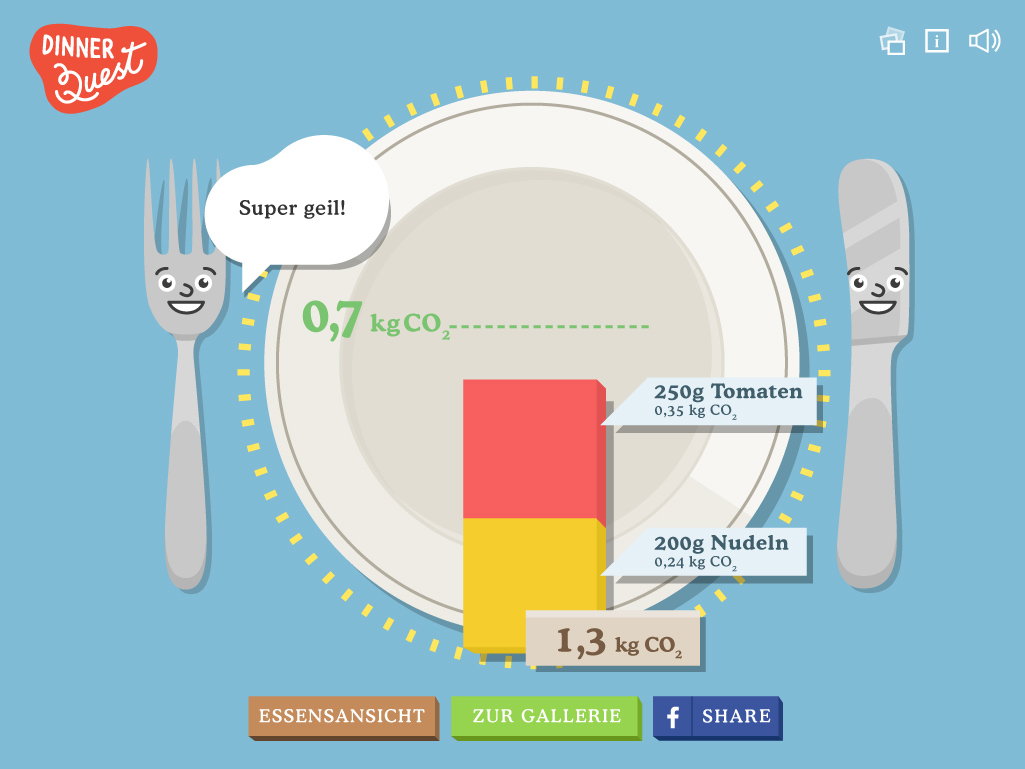 DINNER
Quest
i
Super geil!
0,7 kg CO₂
250g Tomaten
0,35 kg CO₂
200g Nudeln
0,24 kg CO₂
1,3 kg CO₂
ESSENSANSICHT
ZUR GALLERIE
f SHARE